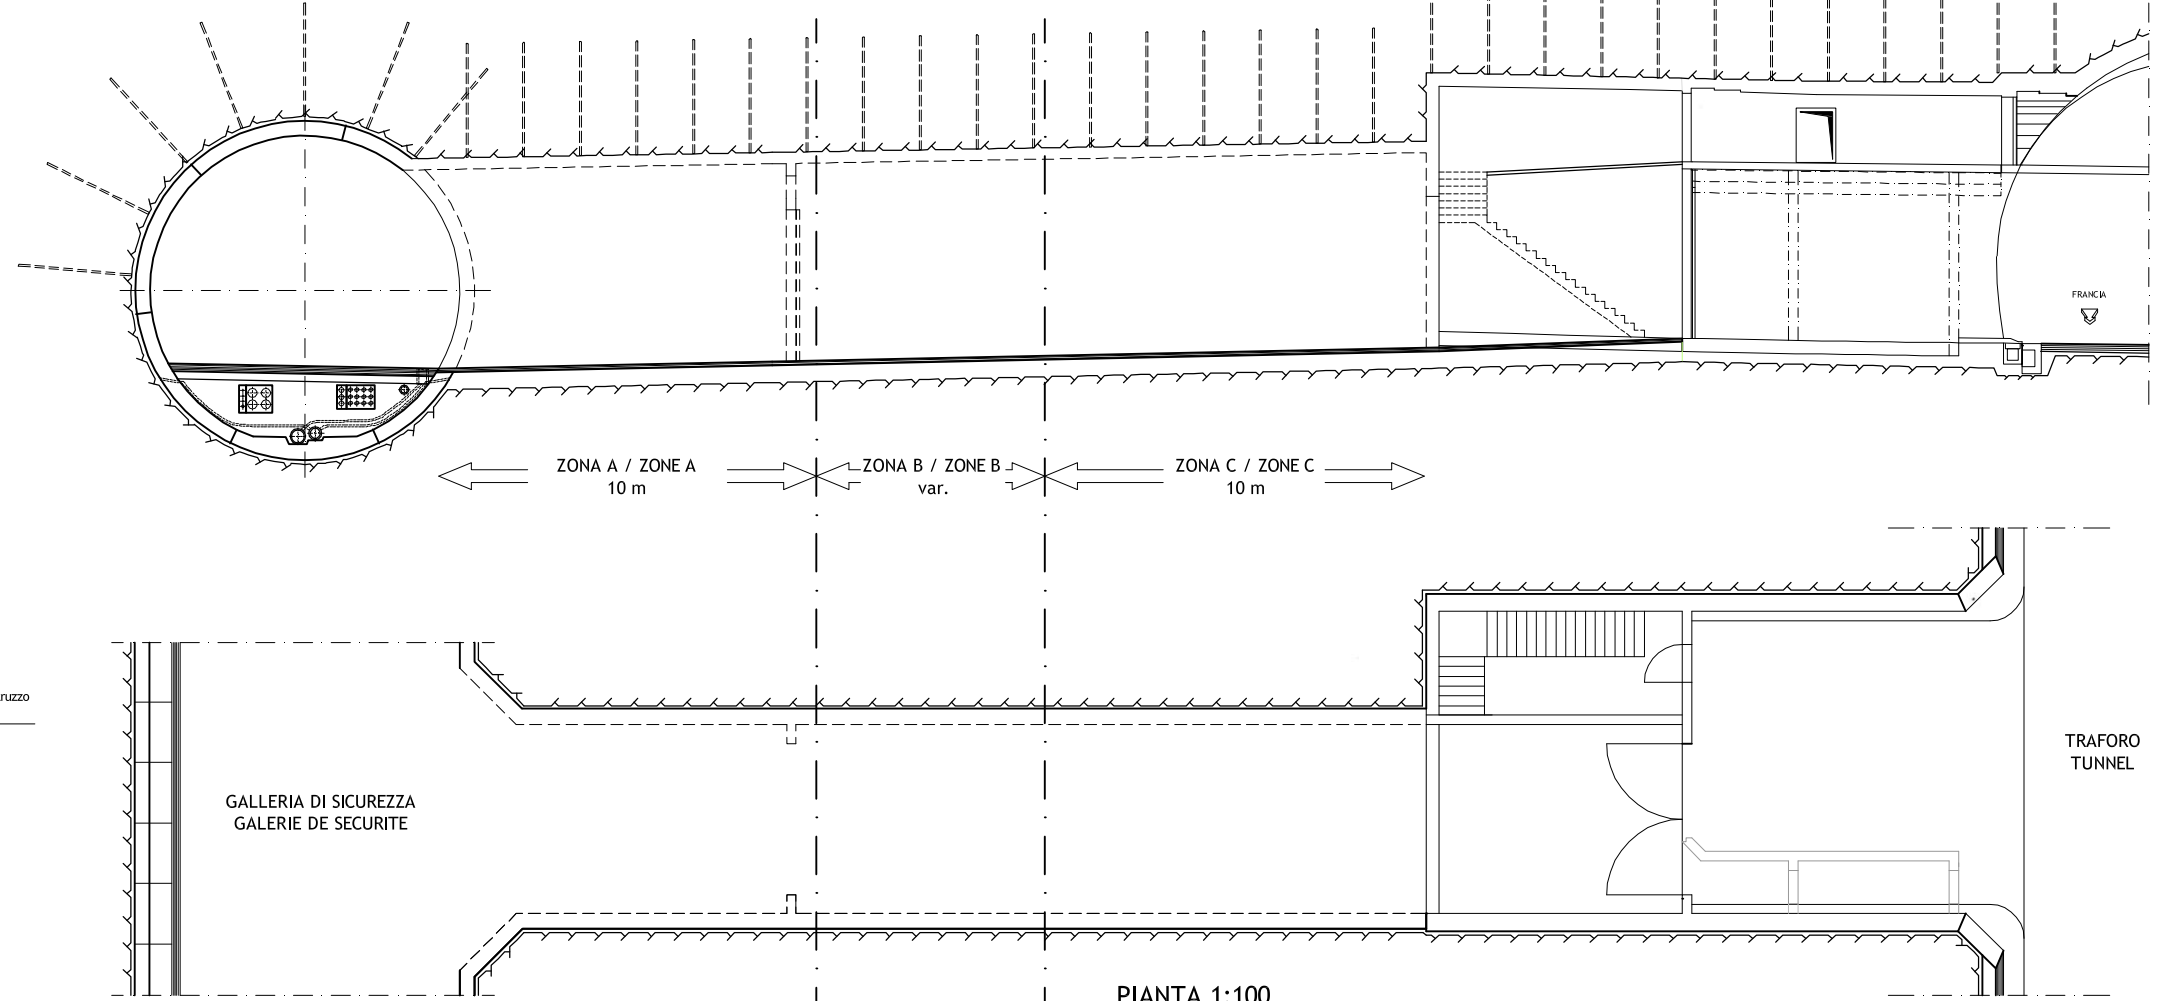 FRANCIA
ZONA A / ZONE A
10 m
ZONA B / ZONE B
var.
ZONA C / ZONE C
10 m
ruzzo
GALLERIA DI SICUREZZA
GALERIE DE SECURITE
TRAFORO
TUNNEL
PIANTA 1:100